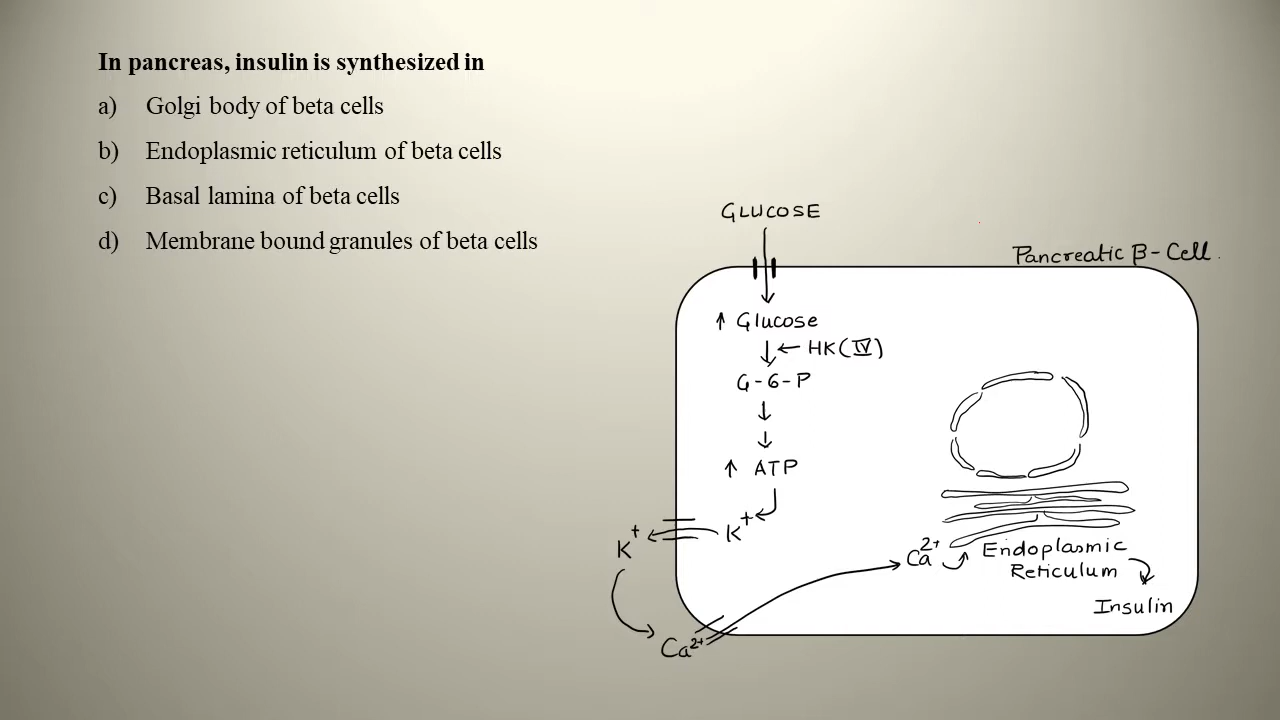 In pancreas, insulin is synthesized in
a) Golgi body of beta cells
b) Endoplasmic reticulum of beta cells
c) Basal lamina of beta cells
d) Membrane bound granules of beta cells
GLUCOSE
Pancreatic β-Cell.
↑ Glucose
← HK (IV)
G-6-P
↑ ATP
K+
K+
Ca2+
Endoplasmic
Reticulum
Insulin
Ca2+